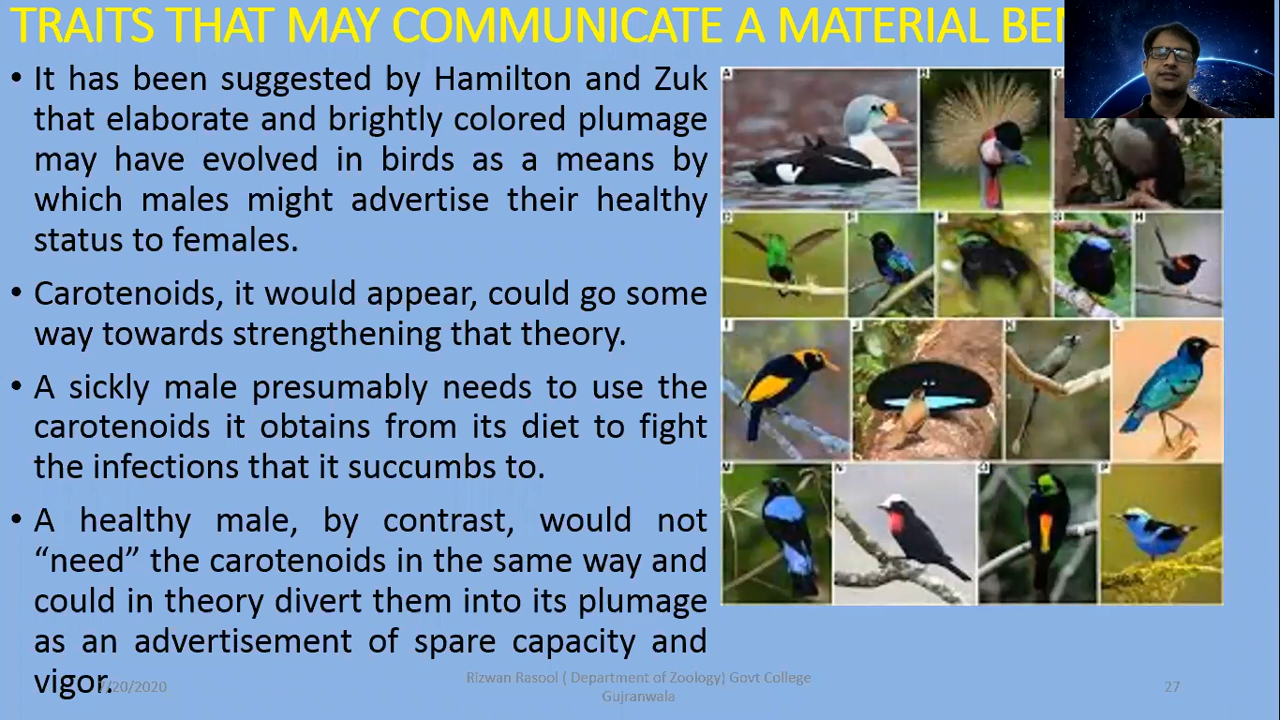 TRAITS THAT MAY COMMUNICATE A MATERIAL BEN
• It has been suggested by Hamilton and Zuk
that elaborate and brightly colored plumage
may have evolved in birds as a means by
which males might advertise their healthy
status to females.
• Carotenoids, it would appear, could go some
way towards strengthening that theory.
• A sickly male presumably needs to use the
carotenoids it obtains from its diet to fight
the infections that it succumbs to.
• A healthy male, by contrast, would not
“need” the carotenoids in the same way and
could in theory divert them into its plumage
as an advertisement of spare capacity and
vigor.
/20/2020
Rizwan Rasool ( Department of Zoology) Govt College
Gujranwala
27